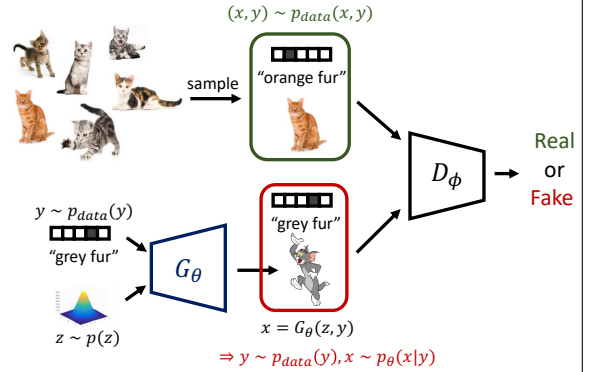 (x, y) ~ p_data(x, y)
sample
“orange fur”
Real
or
Fake
D_ϕ
y ~ p_data(y)
“grey fur”
“grey fur”
G_θ
z ~ p(z)
x = G_θ(z, y)
⇒ y ~ p_data(y), x ~ p_θ(x|y)